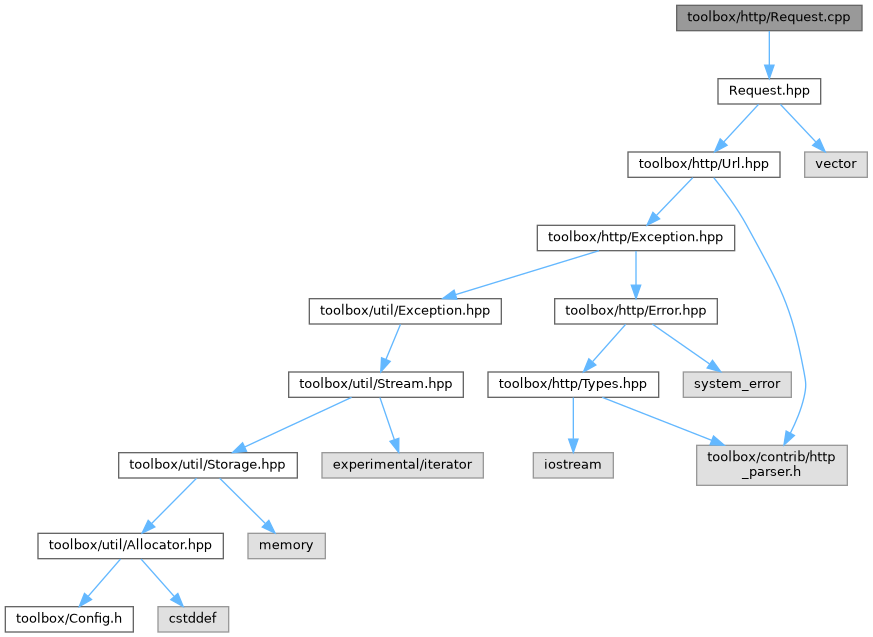 toolbox/http/Request.cpp
Request.hpp
toolbox/http/Url.hpp
vector
toolbox/http/Exception.hpp
toolbox/util/Exception.hpp
toolbox/http/Error.hpp
toolbox/util/Stream.hpp
toolbox/http/Types.hpp
system_error
toolbox/util/Storage.hpp
experimental/iterator
iostream
toolbox/contrib/http
_parser.h
toolbox/util/Allocator.hpp
memory
toolbox/Config.h
cstddef